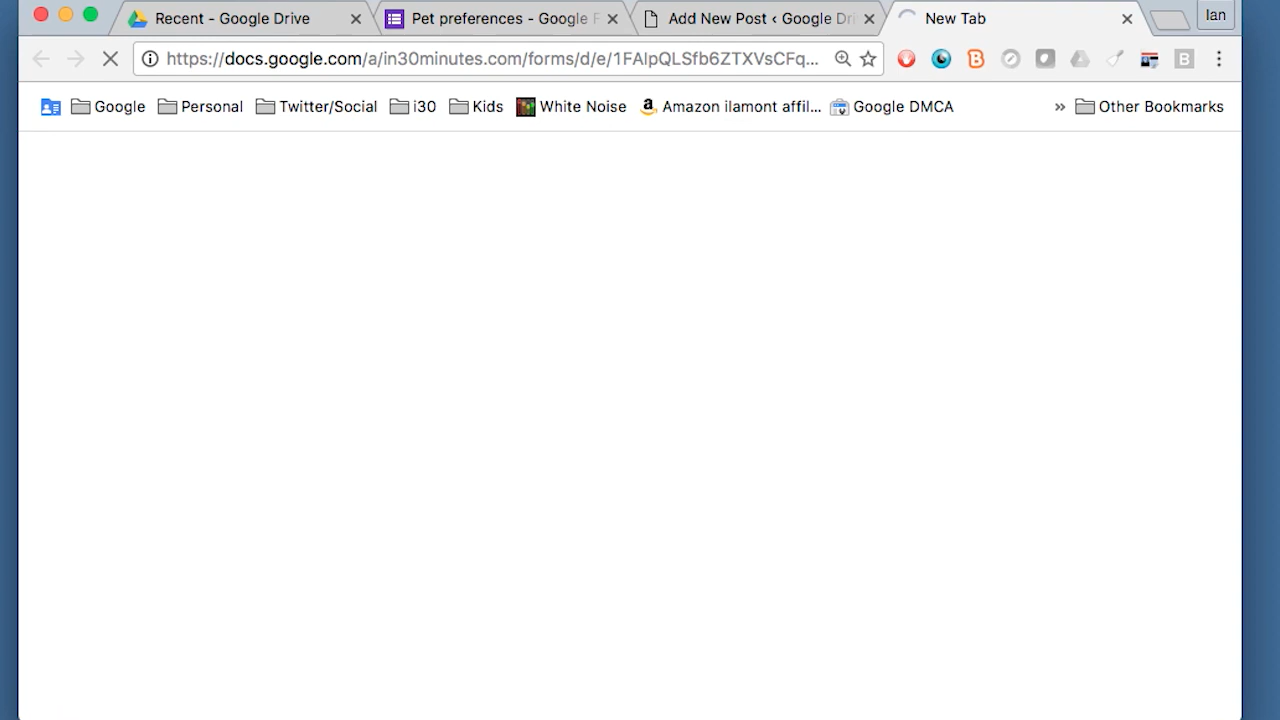 Recent - Google Drive
Pet preferences - Google F
Add New Post ‹ Google Dri
New Tab
Ian
https://docs.google.com/a/in30minutes.com/forms/d/e/1FAIpQLSfb6ZTXVsCFq...
Google
Personal
Twitter/Social
i30
Kids
White Noise
Amazon ilamont affil...
Google DMCA
» Other Bookmarks